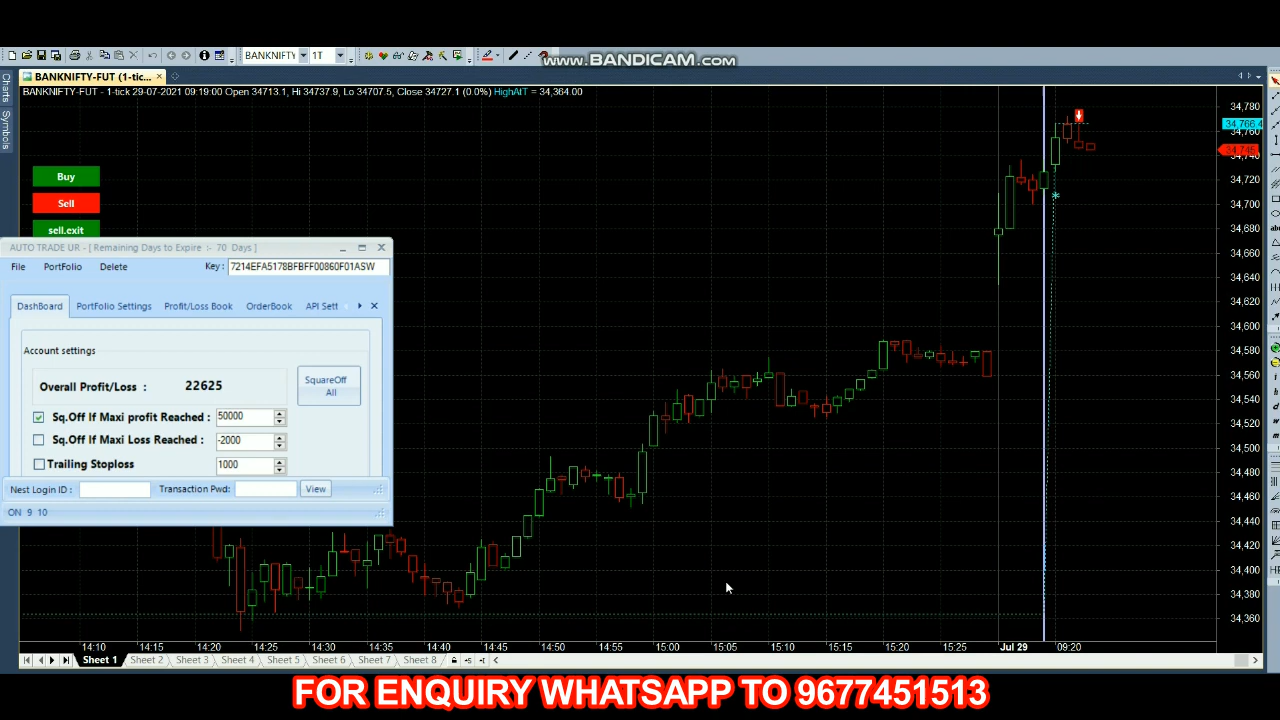 www.BANDICAM.com
BANKNIFTY 1T
BANKNIFTY-FUT (1-tic...
BANKNIFTY-FUT - 1-tick 29-07-2021 09:19:00 Open 34713.1, Hi 34737.9, Lo 34707.5, Close 34727.1 (0.0%) HighAIT = 34,364.00
Charts
Symbols
Buy
Sell
sell.exit
AUTO TRADE UR - [ Remaining Days to Expire :- 70 Days ]
File PortFolio Delete Key : 7214EFA5178BFBFF00860F01ASW
DashBoard PortFolio Settings Profit/Loss Book OrderBook API Sett
Account settings
Overall Profit/Loss : 22625
SquareOff
All
Sq.Off If Maxi profit Reached : 50000
Sq.Off If Maxi Loss Reached : -2000
Trailing Stoploss 1000
Nest Login ID : Transaction Pwd: View
ON 9 10
34,780
34,766.4
34,760
34,745
34,740
34,720
34,700
34,680
34,660
34,640
34,620
34,600
34,580
34,560
34,540
34,520
34,500
34,480
34,460
34,440
34,420
34,400
34,380
34,360
14:10 14:15 14:20 14:25 14:30 14:35 14:40 14:45 14:50 14:55 15:00 15:05 15:10 15:15 15:20 15:25 Jul 29 09:20
Sheet 1 Sheet 2 Sheet 3 Sheet 4 Sheet 5 Sheet 6 Sheet 7 Sheet 8
FOR ENQUIRY WHATSAPP TO 9677451513